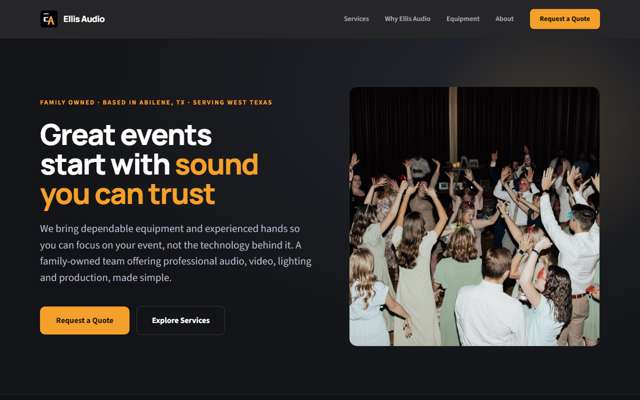 EA
Ellis Audio
Services
Why Ellis Audio
Equipment
About
Request a Quote
FAMILY OWNED · BASED IN ABILENE, TX · SERVING WEST TEXAS
Great events
start with sound
you can trust
We bring dependable equipment and experienced hands so
you can focus on your event, not the technology behind it. A
family-owned team offering professional audio, video, lighting
and production, made simple.
Request a Quote
Explore Services